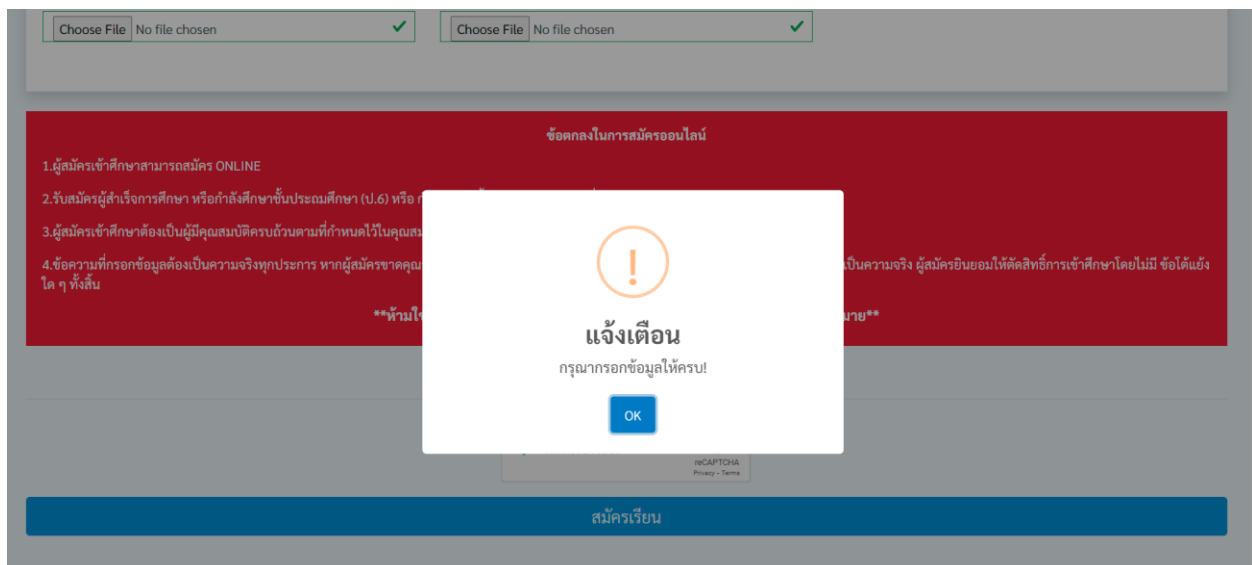 Choose File No file chosen
Choose File No file chosen
ข้อตกลงในการสมัครออนไลน์
1.ผู้สมัครเข้าศึกษาสามารถสมัคร ONLINE
2.รับสมัครผู้สำเร็จการศึกษา หรือกำลังศึกษาชั้นประถมศึกษา (ป.6) หรือ
3.ผู้สมัครเข้าศึกษาต้องเป็นผู้มีคุณสมบัติครบถ้วนตามที่กำหนดไว้ใน
4.ข้อความที่กรอกข้อมูลต้องเป็นความจริงทุกประการ หากผู้สมัครขาด เป็นความจริง ผู้สมัครยินยอมให้ตัดสิทธิ์การเข้าศึกษาโดยไม่มี ข้อโต้แย้ง
ใด ๆ ทั้งสิ้น
แจ้งเตือน
กรุณากรอกข้อมูลให้ครบ!
OK
reCAPTCHA
Privacy - Terms
สมัครเรียน